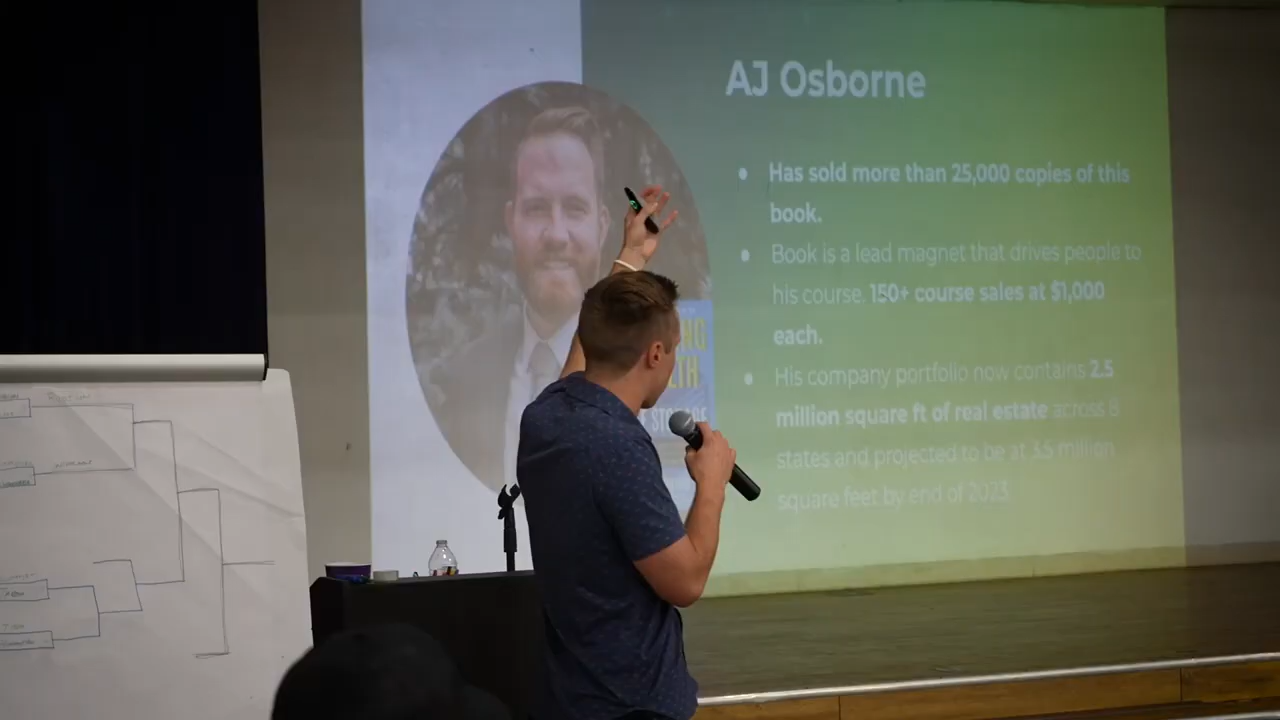 AJ Osborne
Has sold more than 25,000 copies of this
book.
Book is a lead magnet that drives people to
his course. 150+ course sales at $1,000
each.
His company portfolio now contains 2.5
million square ft of real estate across 8
states and projected to be at 3.5 million
square feet by end of 2023
STORAGE